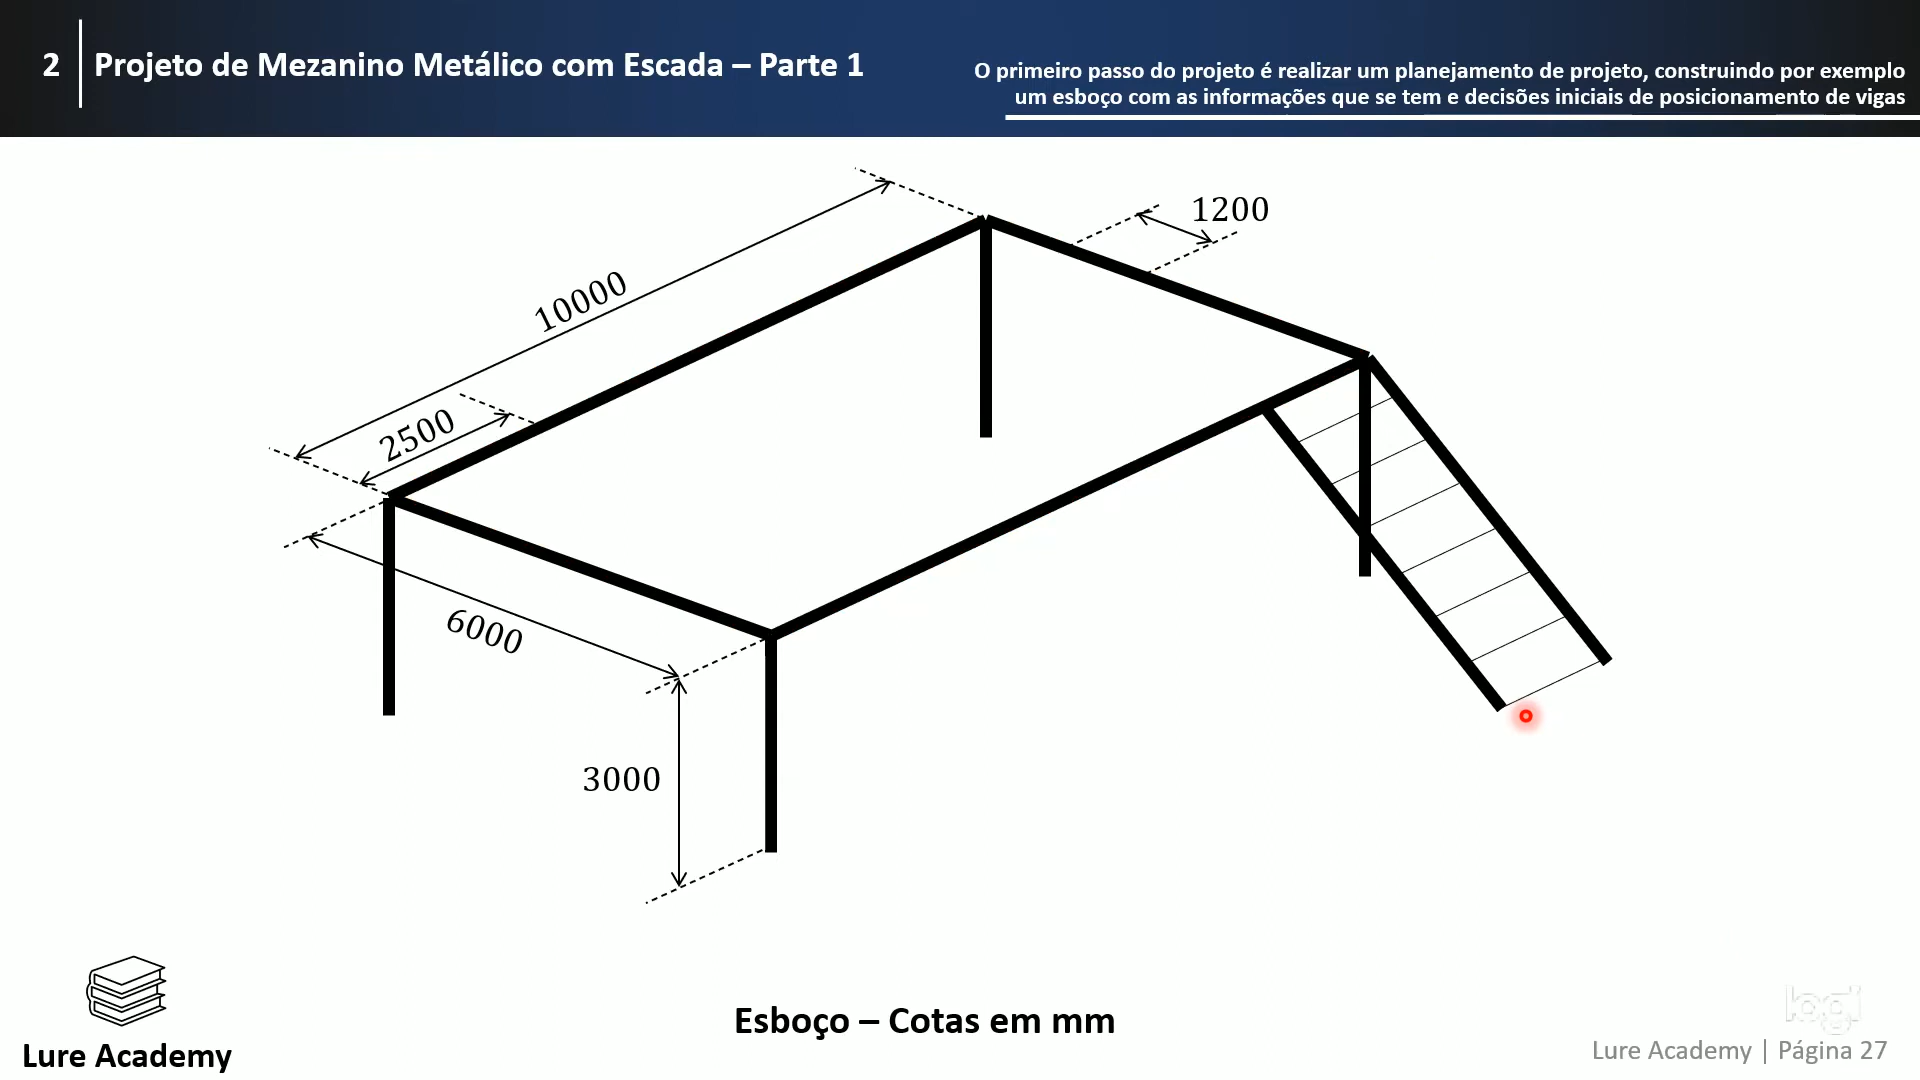 2
Projeto de Mezanino Metálico com Escada – Parte 1
O primeiro passo do projeto é realizar um planejamento de projeto, construindo por exemplo
um esboço com as informações que se tem e decisões iniciais de posicionamento de vigas
1200
10000
2500
6000
3000
Esboço – Cotas em mm
Lure Academy
logi
Lure Academy | Página 27